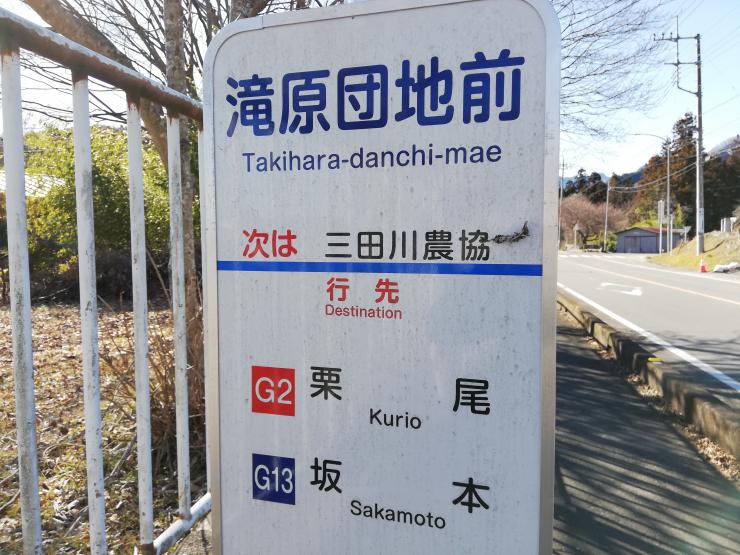 滝原団地前
Takihara-danchi-mae
次は 三田川農協
行先
Destination
G2 栗尾
Kurio
G13 坂本
Sakamoto